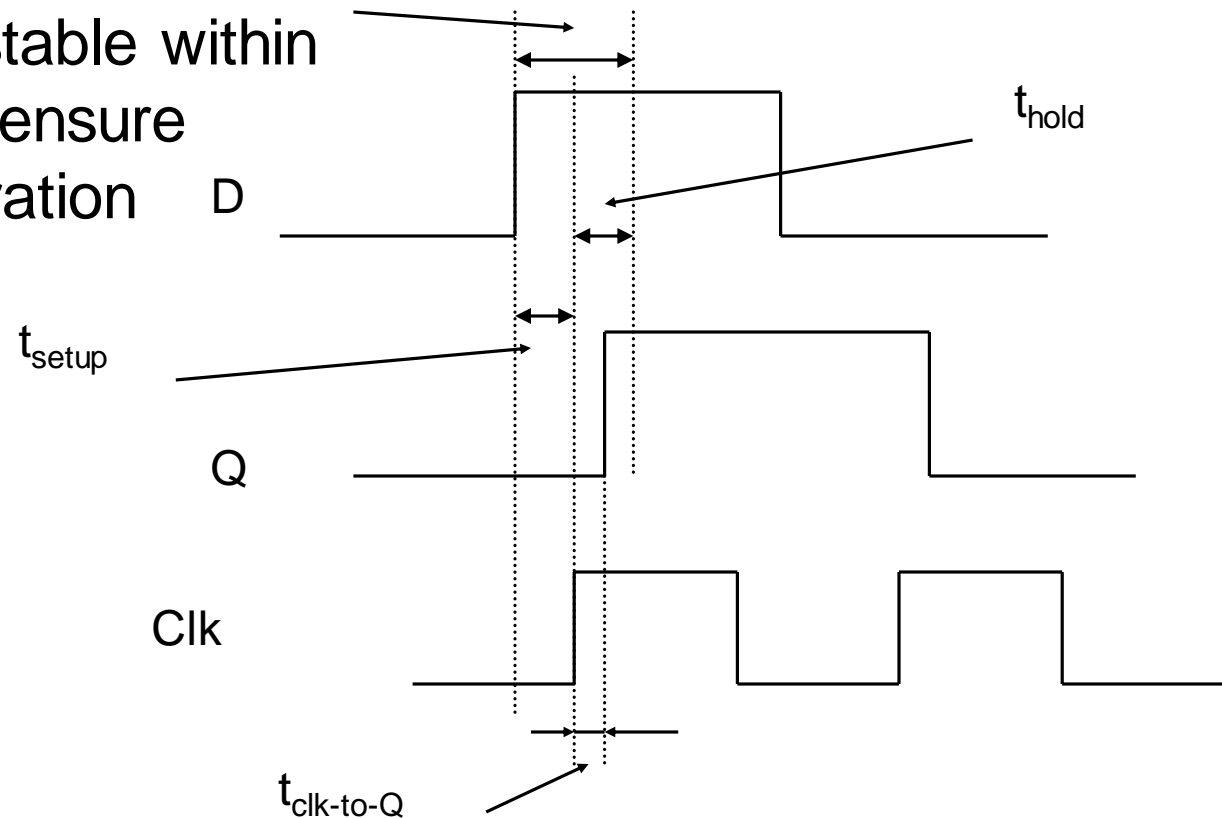 stable within
ensure
ration
D
t_hold
t_setup
Q
Clk
t_clk-to-Q